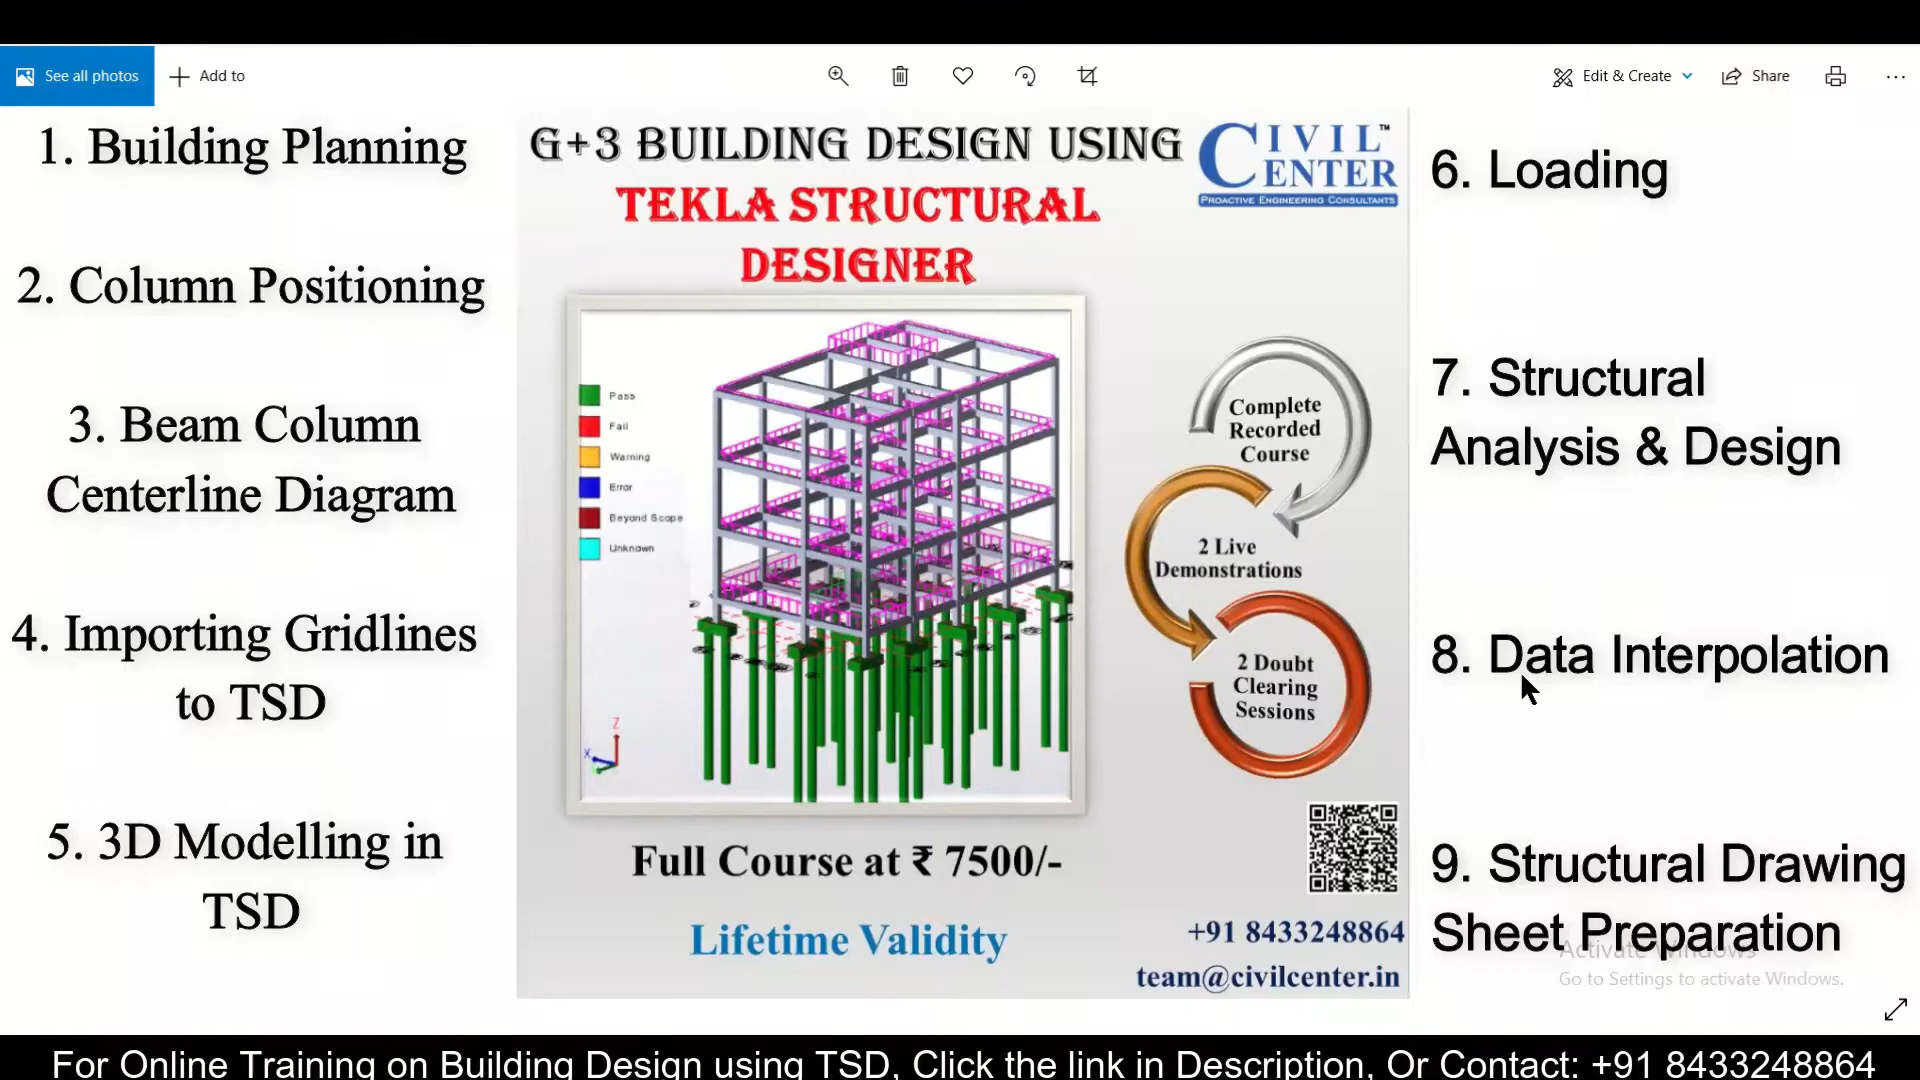 See all photos
Add to
Edit & Create
Share
1. Building Planning
2. Column Positioning
3. Beam Column
Centerline Diagram
4. Importing Gridlines
to TSD
5. 3D Modelling in
TSD
G+3 BUILDING DESIGN USING
TEKLA STRUCTURAL
DESIGNER
CIVIL™
CENTER
PROACTIVE ENGINEERING CONSULTANTS
Pass
Fail
Warning
Error
Beyond Scope
Unknown
Z
X
Complete
Recorded
Course
2 Live
Demonstrations
2 Doubt
Clearing
Sessions
Full Course at ₹ 7500/-
Lifetime Validity
+91 8433248864
team@civilcenter.in
6. Loading
7. Structural
Analysis & Design
8. Data Interpolation
9. Structural Drawing
Sheet Preparation
Activate Windows
Go to Settings to activate Windows.
For Online Training on Building Design using TSD, Click the link in Description, Or Contact: +91 8433248864